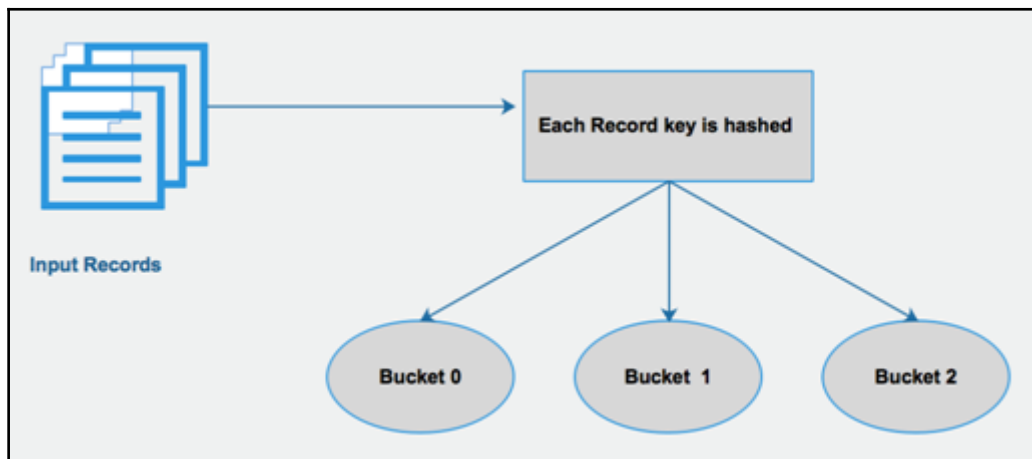 Each Record key is hashed
Input Records
Bucket 0
Bucket 1
Bucket 2